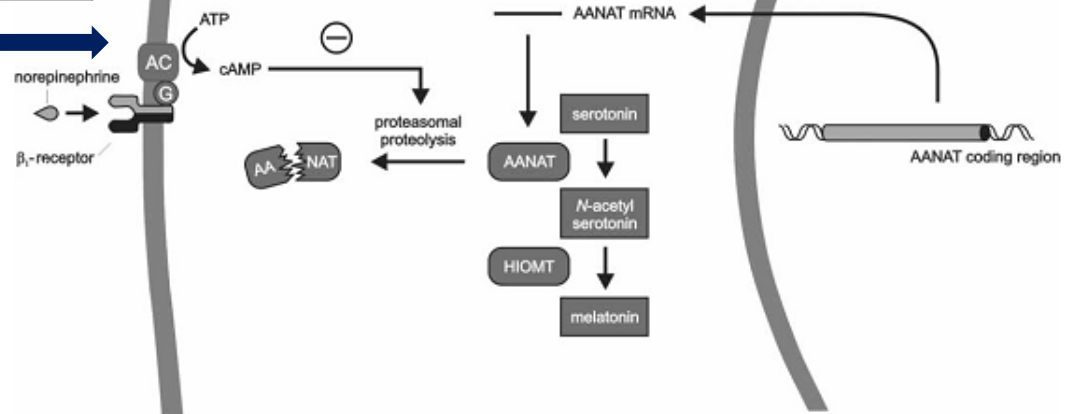 ATP
AANAT mRNA
AC
cAMP
norepinephrine
G
serotonin
proteasomal
proteolysis
β₁-receptor
AA
NAT
AANAT
AANAT coding region
N-acetyl
serotonin
HIOMT
melatonin